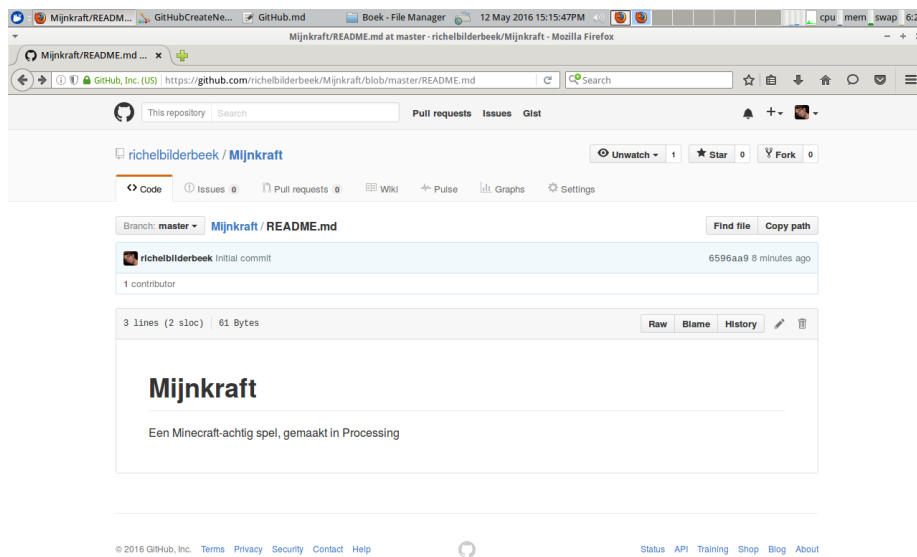 Mijnkraft/READM... GitHubCreateNe... GitHub.md Boek - File Manager 12 May 2016 15:15:47PM cpu mem swap 6:2
Mijnkraft/README.md at master · richelbilderbeek/Mijnkraft - Mozilla Firefox
Mijnkraft/README.md ...
GitHub, Inc. (US) https://github.com/richelbilderbeek/Mijnkraft/blob/master/README.md Search
This repository Search Pull requests Issues Gist
richelbilderbeek / Mijnkraft Unwatch 1 Star 0 Fork 0
Code Issues 0 Pull requests 0 Wiki Pulse Graphs Settings
Branch: master Mijnkraft / README.md Find file Copy path
richelbilderbeek Initial commit 6596aa9 8 minutes ago
1 contributor
3 lines (2 sloc) 61 Bytes Raw Blame History
Mijnkraft
Een Minecraft-achtig spel, gemaakt in Processing
© 2016 GitHub, Inc. Terms Privacy Security Contact Help Status API Training Shop Blog About